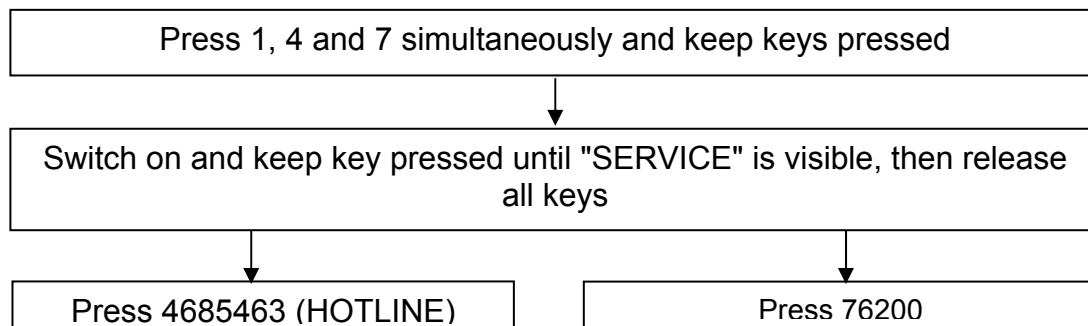 Press 1, 4 and 7 simultaneously and keep keys pressed
Switch on and keep key pressed until "SERVICE" is visible, then release
all keys
Press 4685463 (HOTLINE)
Press 76200